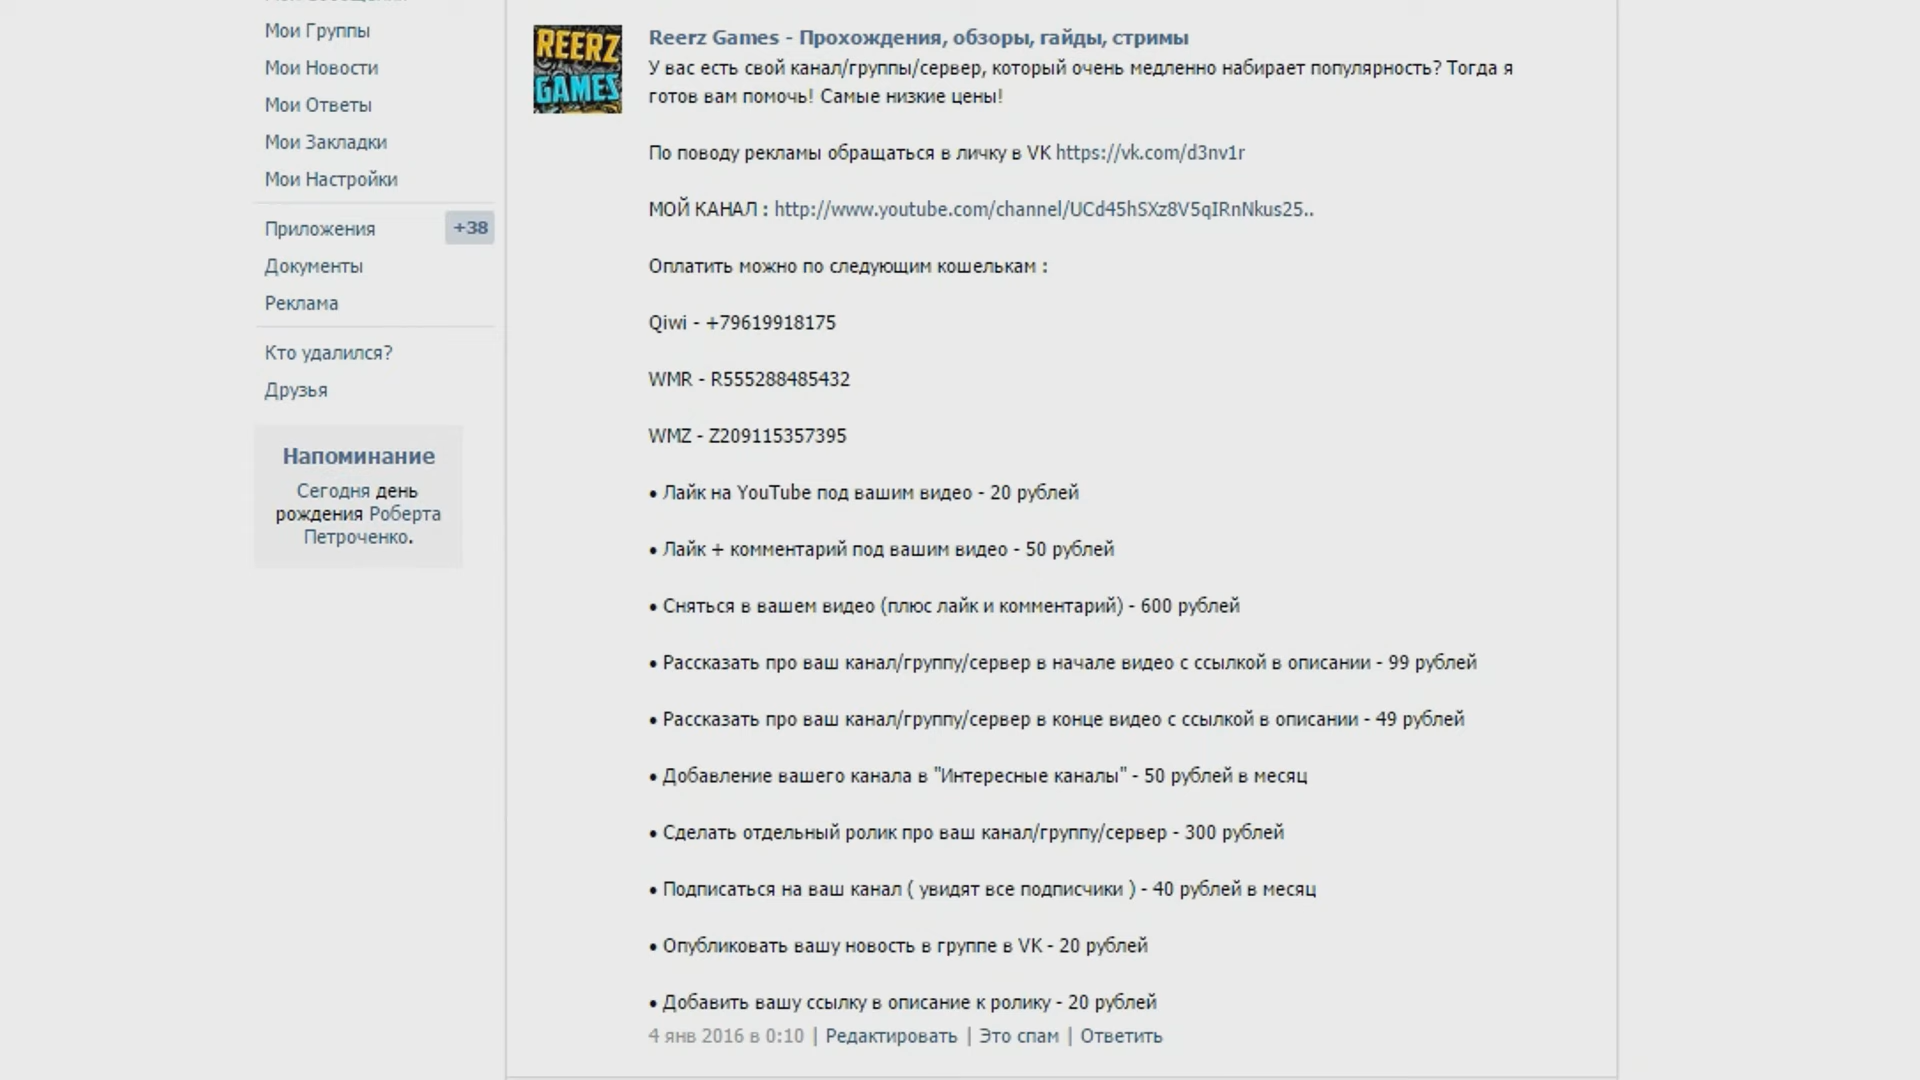 Мои Группы
Мои Новости
Мои Ответы
Мои Закладки
Мои Настройки
Приложения +38
Документы
Реклама
Кто удалился?
Друзья
Напоминание
Сегодня день
рождения Роберта
Петроченко.
REERZ
GAMES
Reerz Games - Прохождения, обзоры, гайды, стримы
У вас есть свой канал/группы/сервер, который очень медленно набирает популярность? Тогда я
готов вам помочь! Самые низкие цены!
По поводу рекламы обращаться в личку в VK https://vk.com/d3nv1r
МОЙ КАНАЛ : http://www.youtube.com/channel/UCd45hSXz8V5qIRnNkus25..
Оплатить можно по следующим кошелькам :
Qiwi - +79619918175
WMR - R555288485432
WMZ - Z209115357395
• Лайк на YouTube под вашим видео - 20 рублей
• Лайк + комментарий под вашим видео - 50 рублей
• Сняться в вашем видео (плюс лайк и комментарий) - 600 рублей
• Рассказать про ваш канал/группу/сервер в начале видео с ссылкой в описании - 99 рублей
• Рассказать про ваш канал/группу/сервер в конце видео с ссылкой в описании - 49 рублей
• Добавление вашего канала в "Интересные каналы" - 50 рублей в месяц
• Сделать отдельный ролик про ваш канал/группу/сервер - 300 рублей
• Подписаться на ваш канал ( увидят все подписчики ) - 40 рублей в месяц
• Опубликовать вашу новость в группе в VK - 20 рублей
• Добавить вашу ссылку в описание к ролику - 20 рублей
4 янв 2016 в 0:10 | Редактировать | Это спам | Ответить